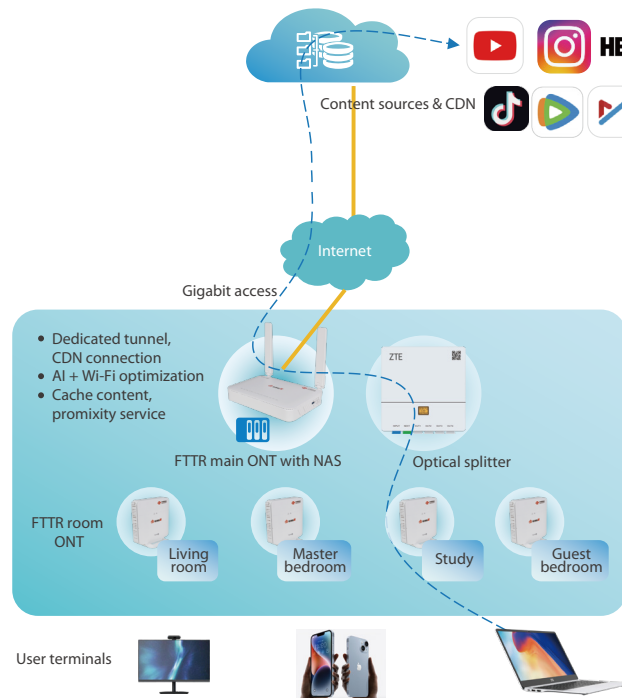 HB
Content sources & CDN
Internet
Gigabit access
• Dedicated tunnel,
CDN connection
• AI + Wi-Fi optimization
• Cache content,
promixity service
ZTE
FTTR main ONT with NAS
Optical splitter
FTTR room
ONT
Living
room
Master
bedroom
Study
Guest
bedroom
User terminals